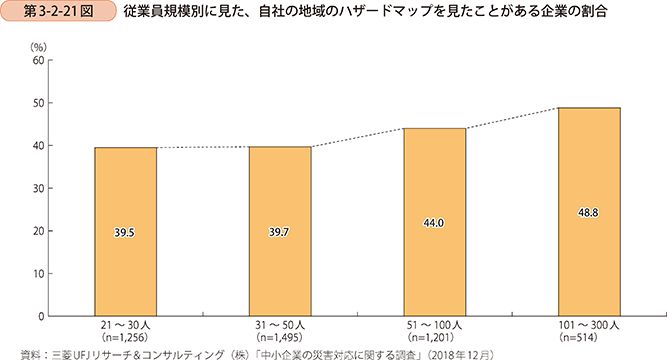 第3-2-21図 従業員規模別に見た、自社の地域のハザードマップを見たことがある企業の割合
(%)
60
50
40
30
20
10
0
39.5
39.7
44.0
48.8
21～30人
(n=1,256)
31～50人
(n=1,495)
51～100人
(n=1,201)
101～300人
(n=514)
資料：三菱UFJリサーチ＆コンサルティング（株）「中小企業の災害対応に関する調査」（2018年12月）